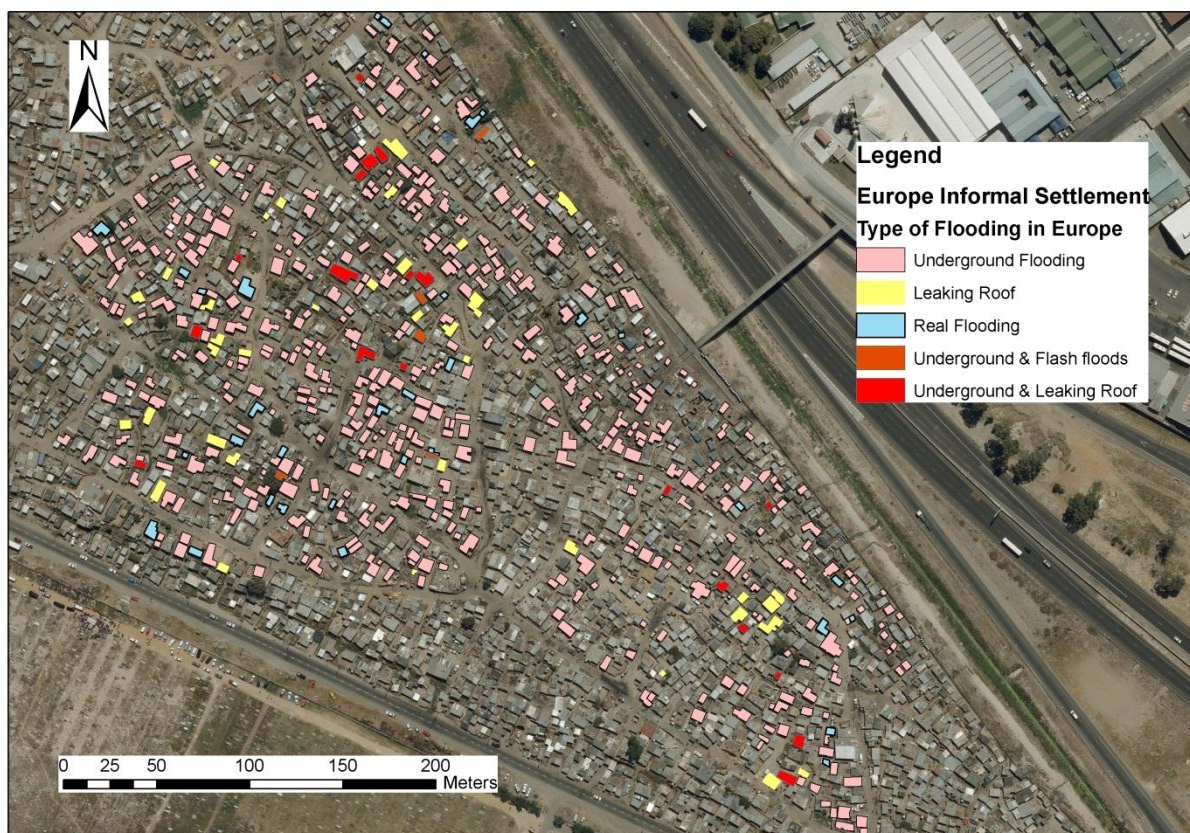 N
Legend
Europe Informal Settlement
Type of Flooding in Europe
Underground Flooding
Leaking Roof
Real Flooding
Underground & Flash floods
Underground & Leaking Roof
0 25 50 100 150 200
Meters